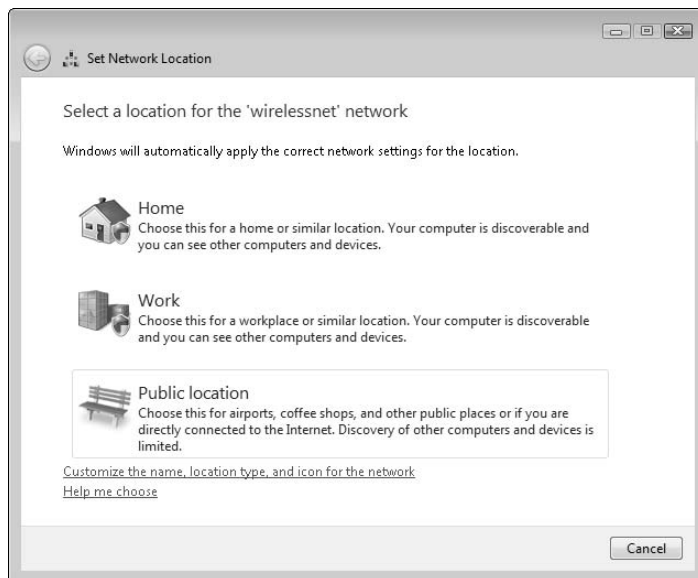 Set Network Location
Select a location for the 'wirelessnet' network
Windows will automatically apply the correct network settings for the location.
Home
Choose this for a home or similar location. Your computer is discoverable and
you can see other computers and devices.
Work
Choose this for a workplace or similar location. Your computer is discoverable
and you can see other computers and devices.
Public location
Choose this for airports, coffee shops, and other public places or if you are
directly connected to the Internet. Discovery of other computers and devices is
limited.
Customize the name, location type, and icon for the network
Help me choose
Cancel